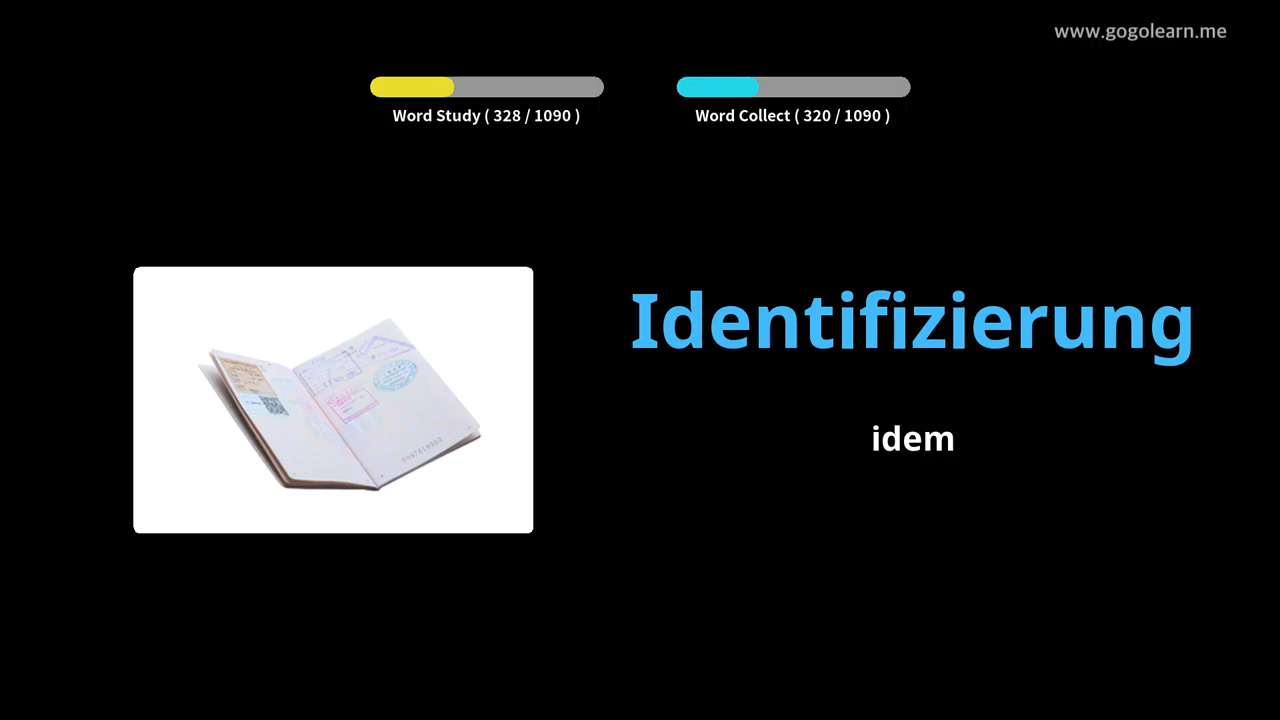 www.gogolearn.me
Word Study ( 328 / 1090 )
Word Collect ( 320 / 1090 )
Identifizierung
idem